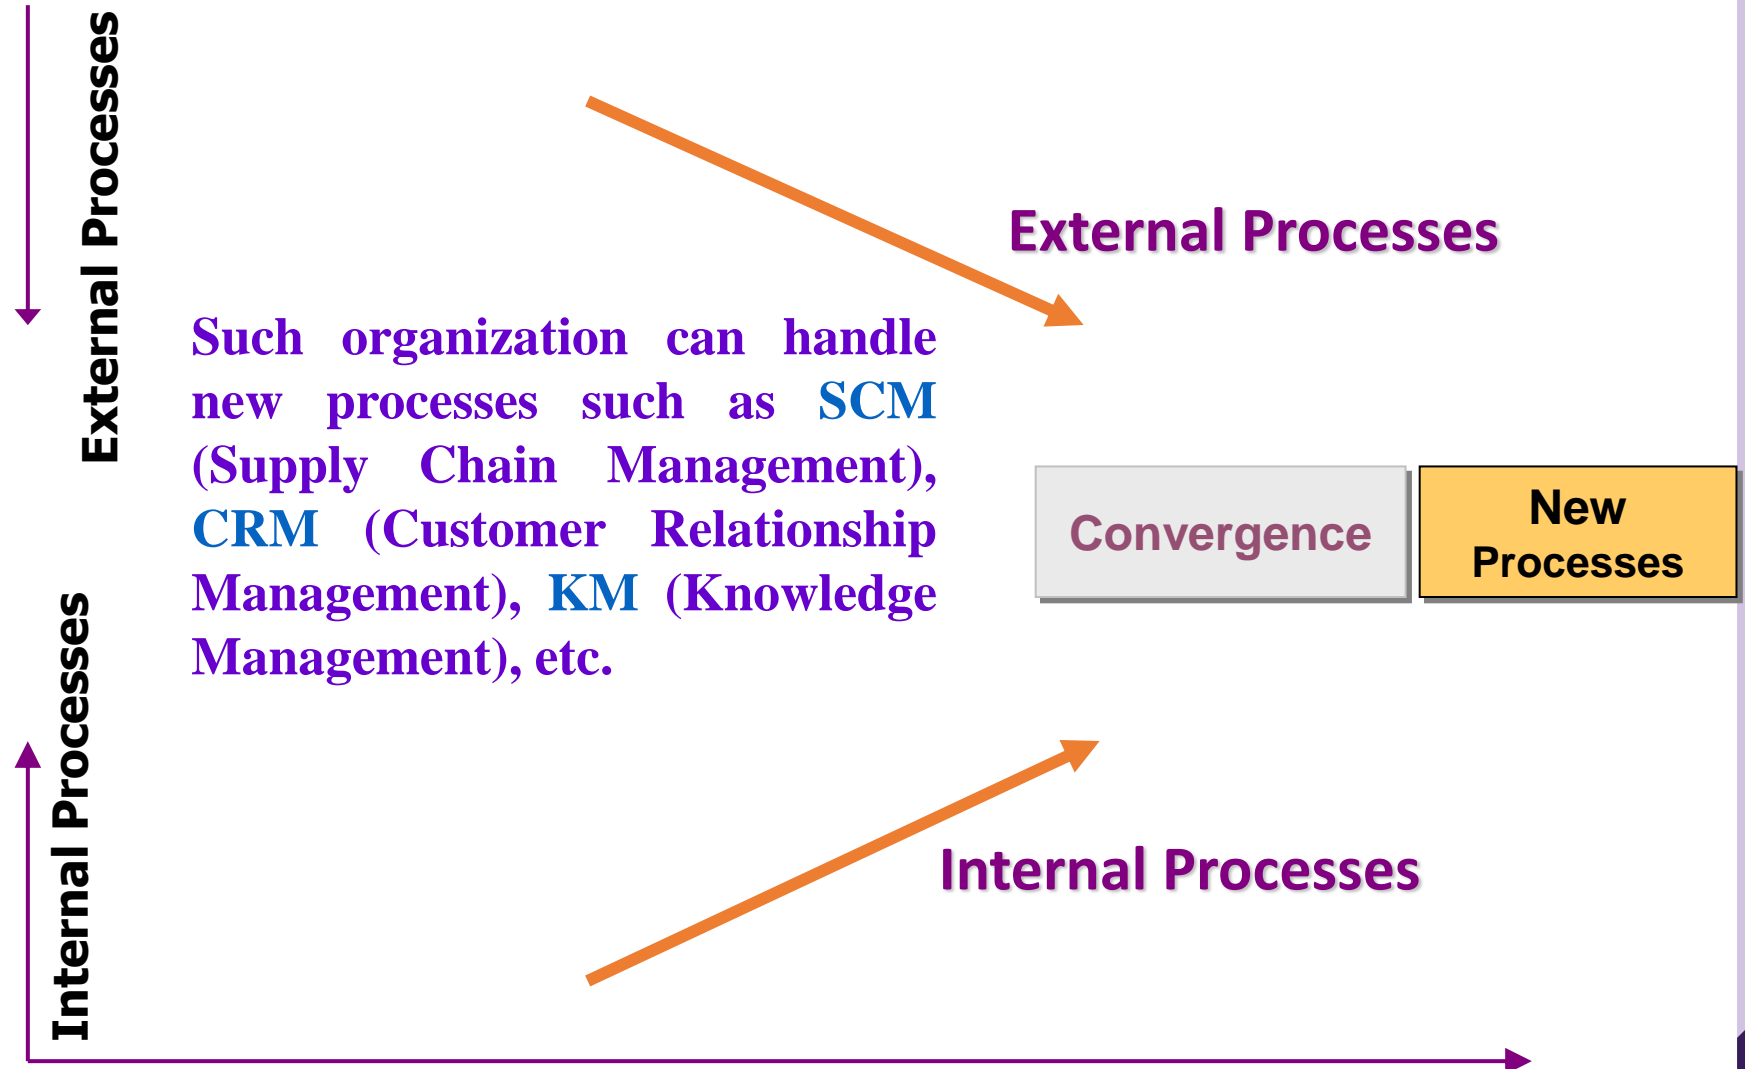 External Processes
External Processes
Such organization can handle
new processes such as SCM
(Supply Chain Management),
CRM (Customer Relationship
Management), KM (Knowledge
Management), etc.
Convergence
New
Processes
Internal Processes
Internal Processes